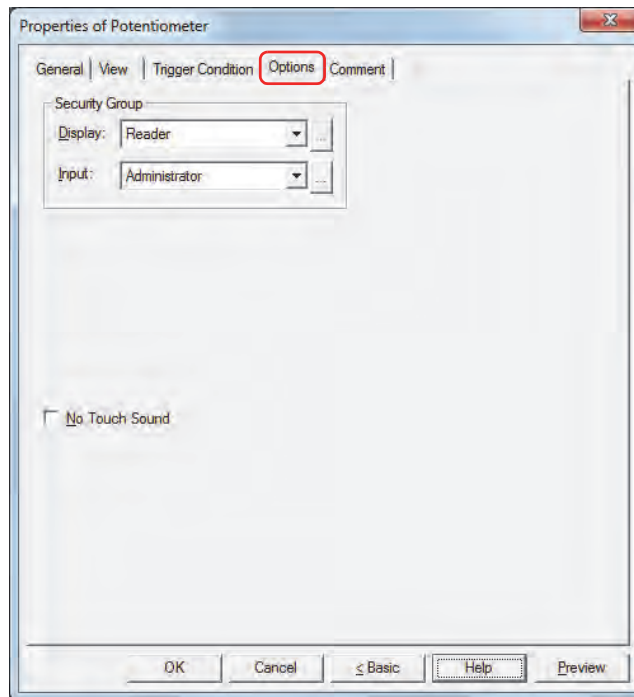 Properties of Potentiometer
General View Trigger Condition Options Comment
Security Group
Display: Reader ...
Input: Administrator ...
No Touch Sound
OK Cancel < Basic Help Preview